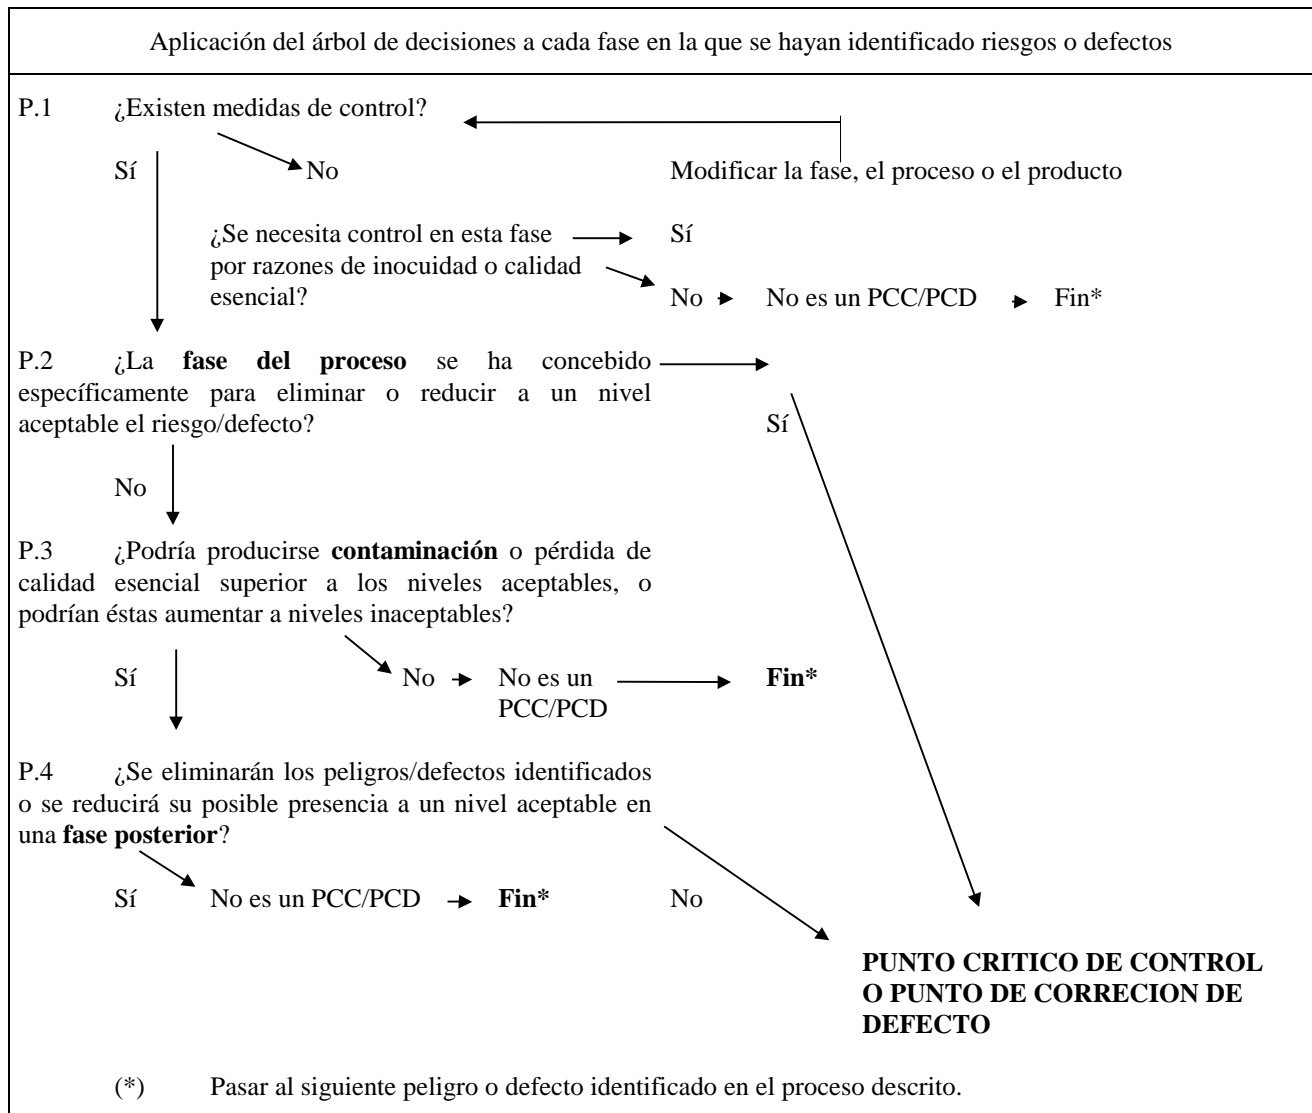 Aplicación del árbol de decisiones a cada fase en la que se hayan identificado riesgos o defectos
P.1 ¿Existen medidas de control?
Sí No Modificar la fase, el proceso o el producto
¿Se necesita control en esta fase Sí
por razones de inocuidad o calidad
esencial? No No es un PCC/PCD Fin*
P.2 ¿La fase del proceso se ha concebido
específicamente para eliminar o reducir a un nivel
aceptable el riesgo/defecto? Sí
No
P.3 ¿Podría producirse contaminación o pérdida de
calidad esencial superior a los niveles aceptables, o
podrían éstas aumentar a niveles inaceptables?
Sí No No es un Fin*
PCC/PCD
P.4 ¿Se eliminarán los peligros/defectos identificados
o se reducirá su posible presencia a un nivel aceptable en
una fase posterior?
Sí No es un PCC/PCD Fin* No
PUNTO CRITICO DE CONTROL
O PUNTO DE CORRECION DE
DEFECTO
(*) Pasar al siguiente peligro o defecto identificado en el proceso descrito.